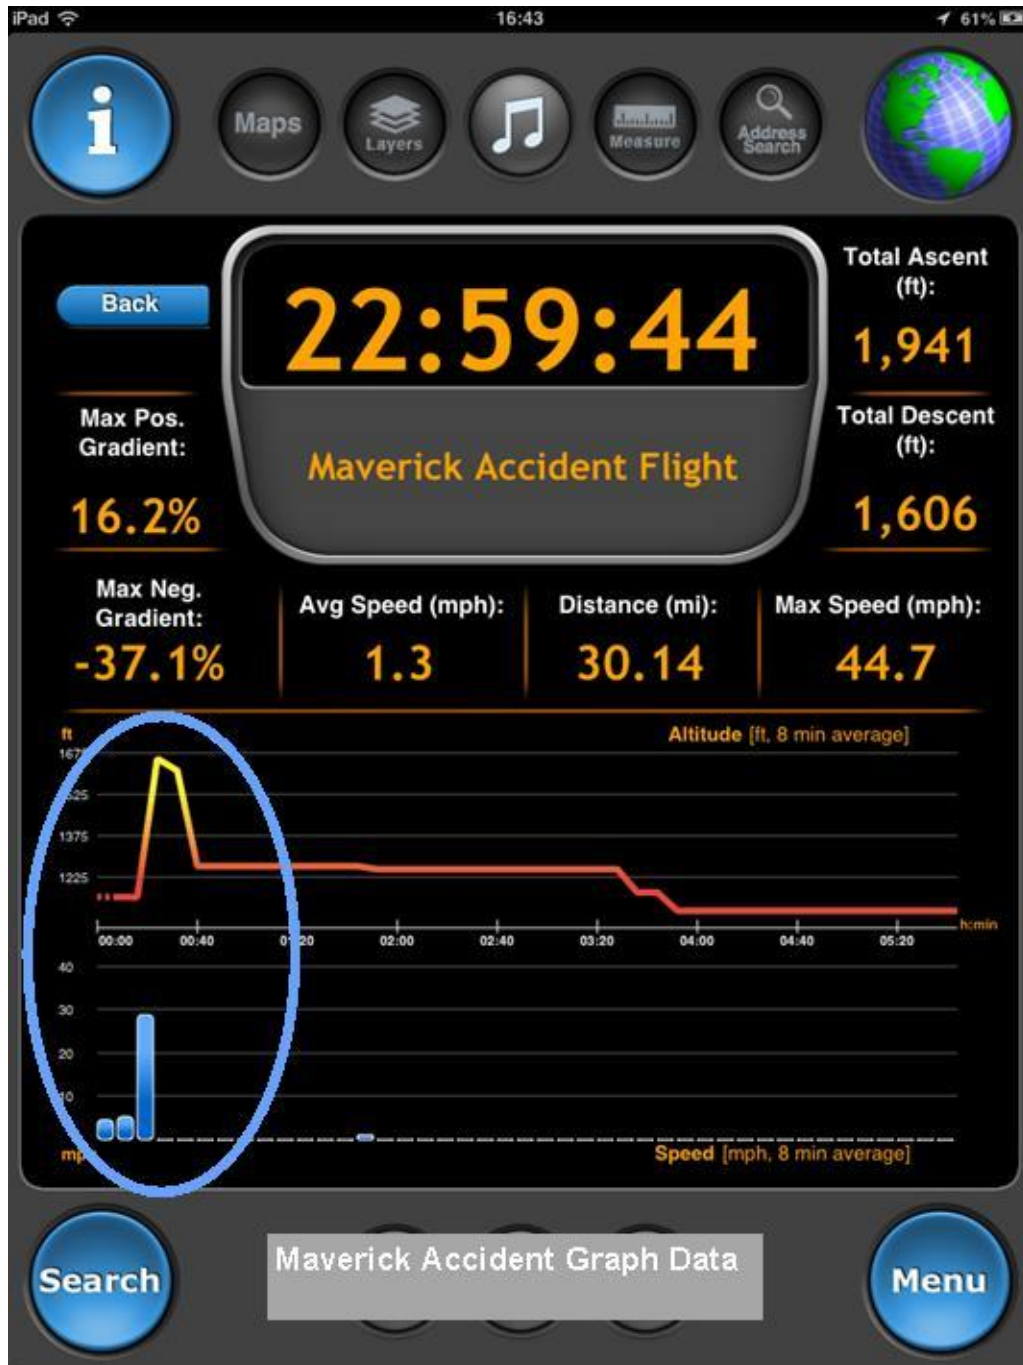 iPad
16:43
61%
i
Maps
Layers
Measure
Address
Search
Back
22:59:44
Total Ascent
(ft):
1,941
Max Pos.
Gradient:
16.2%
Maverick Accident Flight
Total Descent
(ft):
1,606
Max Neg.
Gradient:
-37.1%
Avg Speed (mph):
1.3
Distance (mi):
30.14
Max Speed (mph):
44.7
ft
Altitude [ft, 8 min average]
1375
1225
00:00 00:40 01:20 02:00 02:40 03:20 04:00 04:40 05:20 h:min
40
30
20
10
Speed [mph, 8 min average]
Search
Maverick Accident Graph Data
Menu